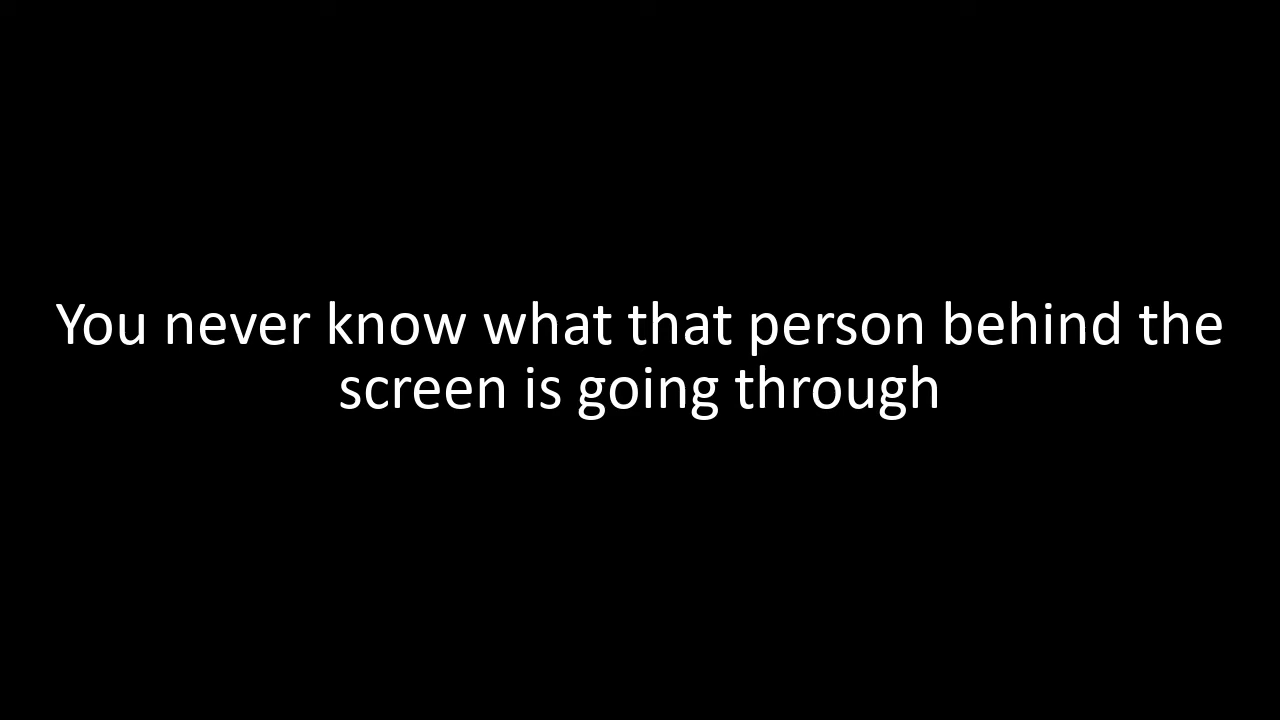 You never know what that person behind the
screen is going through